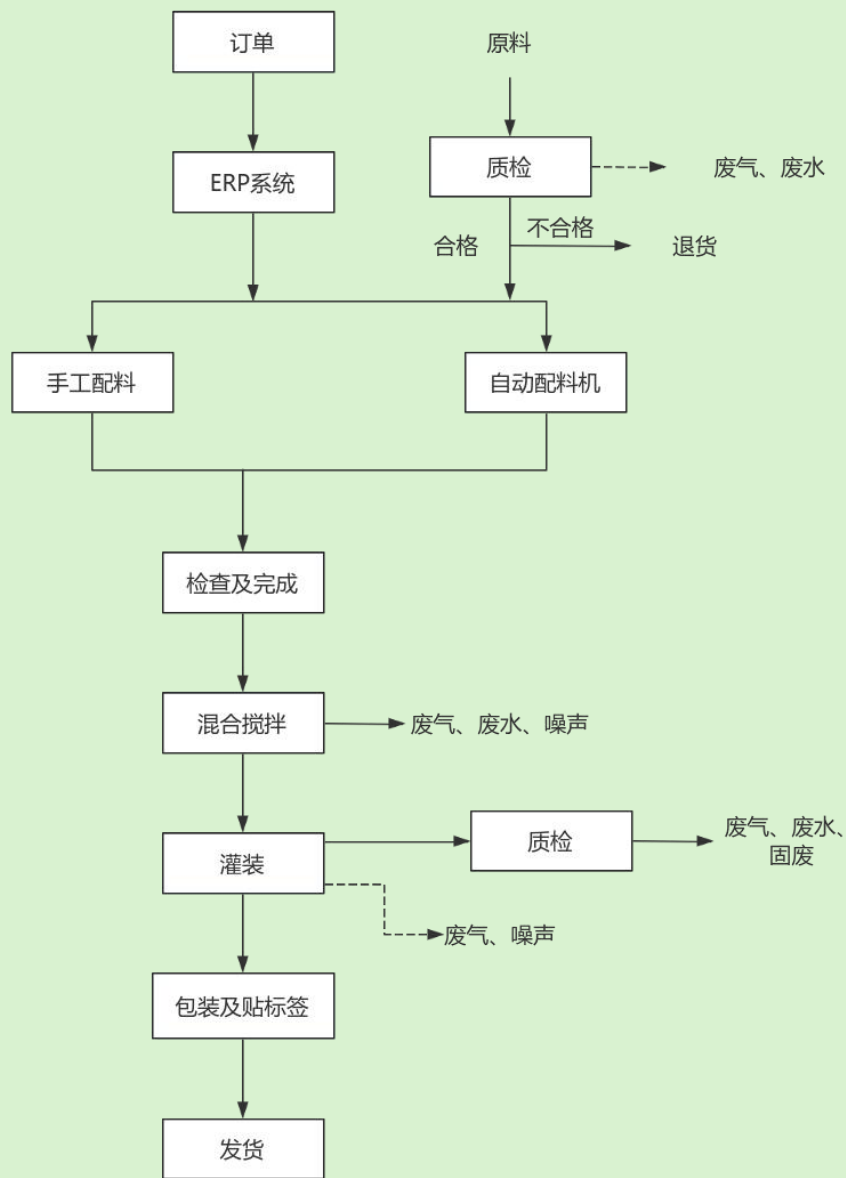 订单
原料
ERP系统
质检
废气、废水
不合格
合格
退货
手工配料
自动配料机
检查及完成
混合搅拌
废气、废水、噪声
灌装
质检
废气、废水、
固废
废气、噪声
包装及贴标签
发货